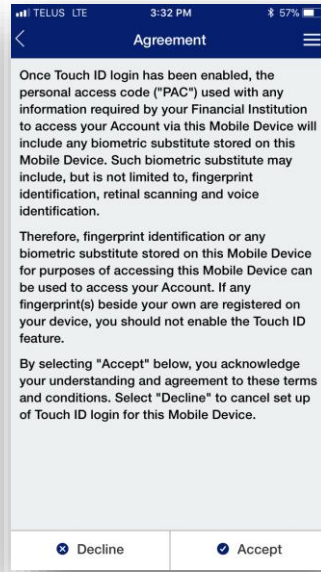 TELUS LTE 3:32 PM 57%
Agreement
Once Touch ID login has been enabled, the
personal access code ("PAC") used with any
information required by your Financial Institution
to access your Account via this Mobile Device will
include any biometric substitute stored on this
Mobile Device. Such biometric substitute may
include, but is not limited to, fingerprint
identification, retinal scanning and voice
identification.
Therefore, fingerprint identification or any
biometric substitute stored on this Mobile Device
for purposes of accessing this Mobile Device can
be used to access your Account. If any
fingerprint(s) beside your own are registered on
your device, you should not enable the Touch ID
feature.
By selecting "Accept" below, you acknowledge
your understanding and agreement to these terms
and conditions. Select "Decline" to cancel set up
of Touch ID login for this Mobile Device.
Decline Accept